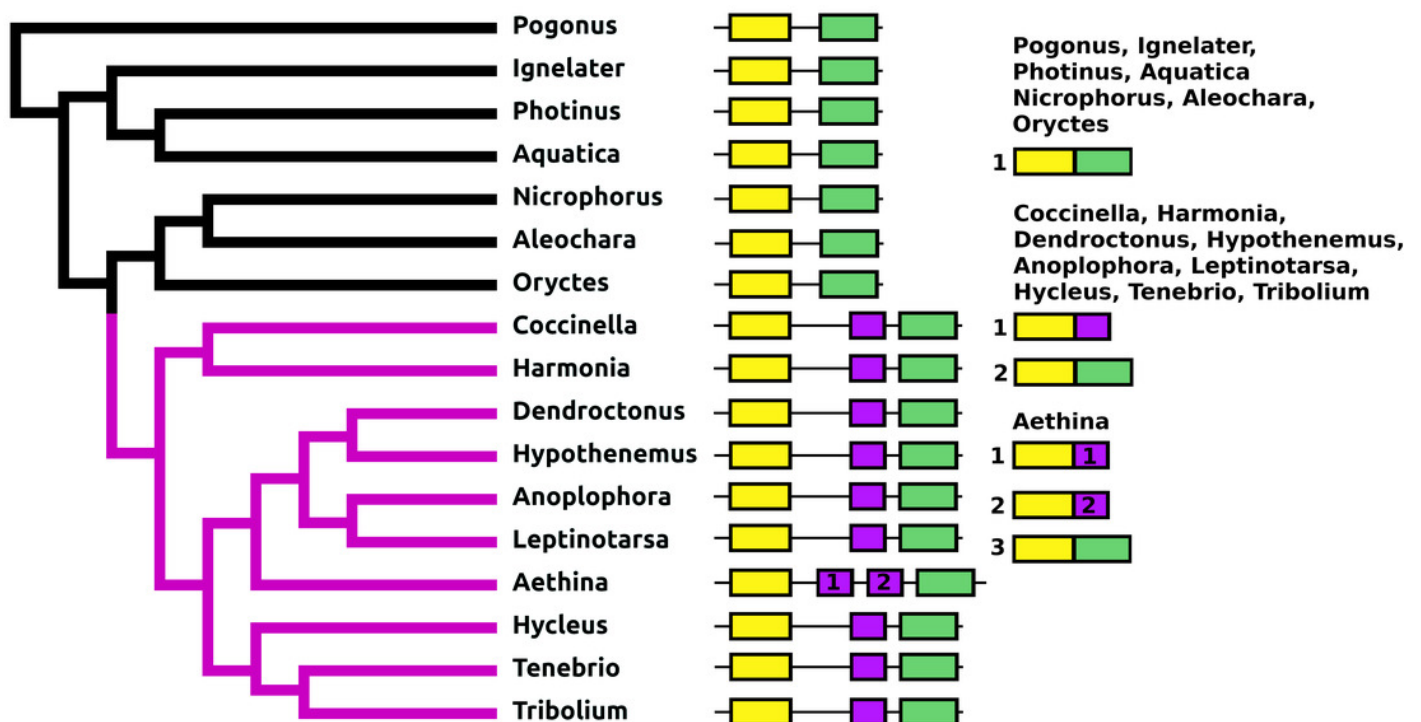 Pogonus
Ignelater
Photinus
Aquatica
Nicrophorus
Aleochara
Oryctes
Coccinella
Harmonia
Dendroctonus
Hypothenemus
Anoplophora
Leptinotarsa
Aethina
1 2
Hycleus
Tenebrio
Tribolium
Pogonus, Ignelater,
Photinus, Aquatica
Nicrophorus, Aleochara,
Oryctes
1
Coccinella, Harmonia,
Dendroctonus, Hypothenemus,
Anoplophora, Leptinotarsa,
Hycleus, Tenebrio, Tribolium
1
2
Aethina
1 1
2 2
3